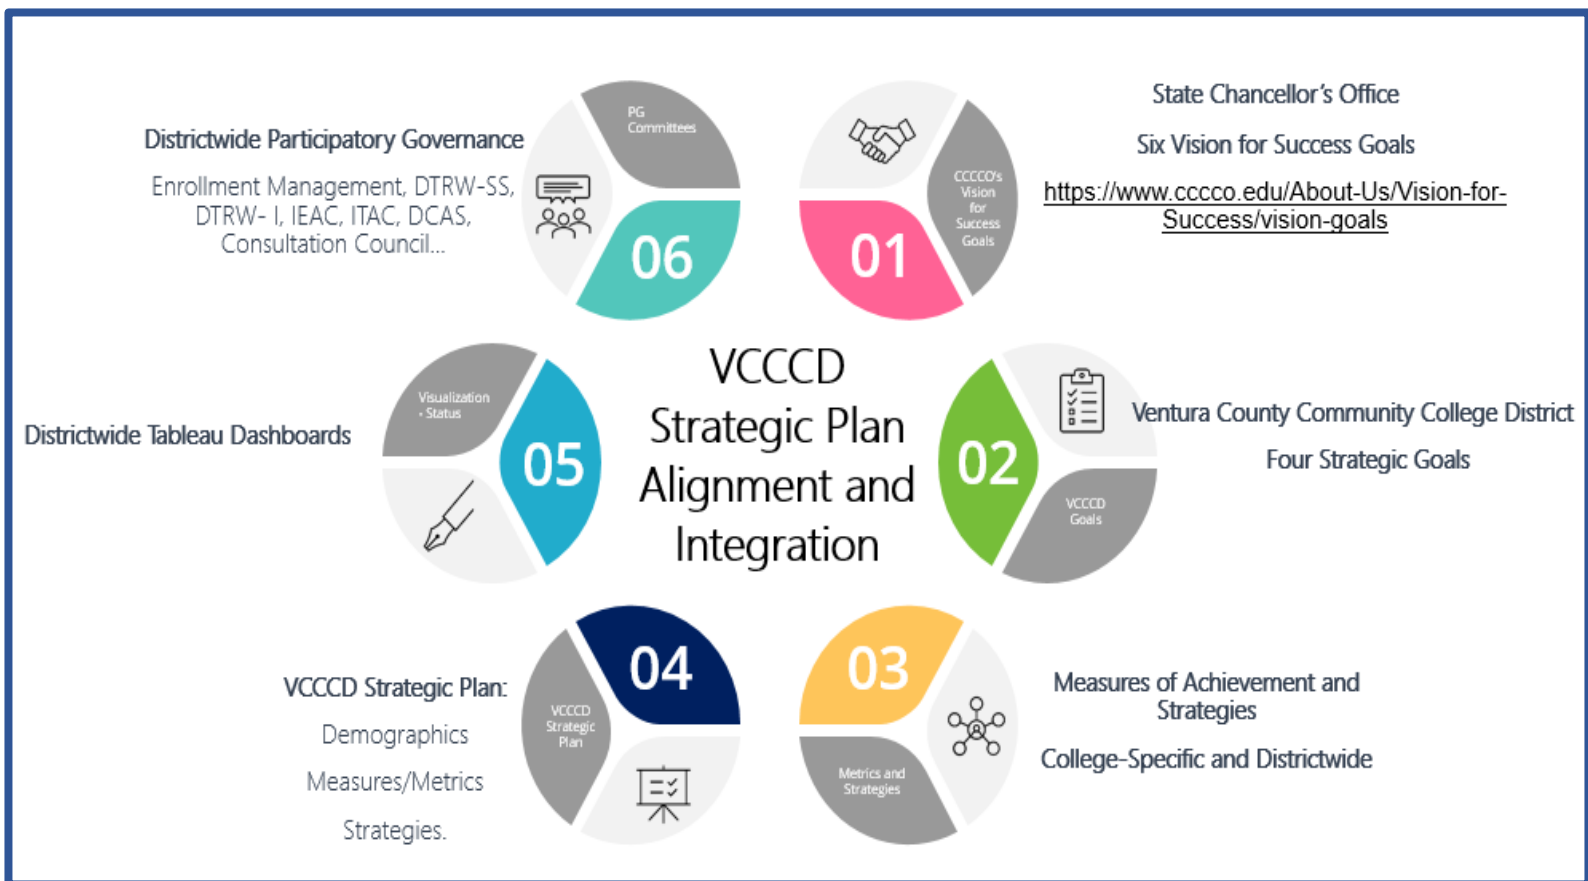 State Chancellor's Office
Six Vision for Success Goals
https://www.cccco.edu/About-Us/Vision-for-
Success/vision-goals
CCCCO's
Vision
for
Success
Goals
01
Ventura County Community College District
Four Strategic Goals
02
VCCCD
Goals
Measures of Achievement and
Strategies
College-Specific and Districtwide
03
Metrics and
Strategies
VCCCD Strategic Plan:
Demographics
Measures/Metrics
Strategies.
04
VCCCD
Strategic
Plan
Districtwide Tableau Dashboards
Visualization
- Status
05
Districtwide Participatory Governance
Enrollment Management, DTRW-SS,
DTRW- I, IEAC, ITAC, DCAS,
Consultation Council...
PG
Committees
06
VCCCD
Strategic Plan
Alignment and
Integration